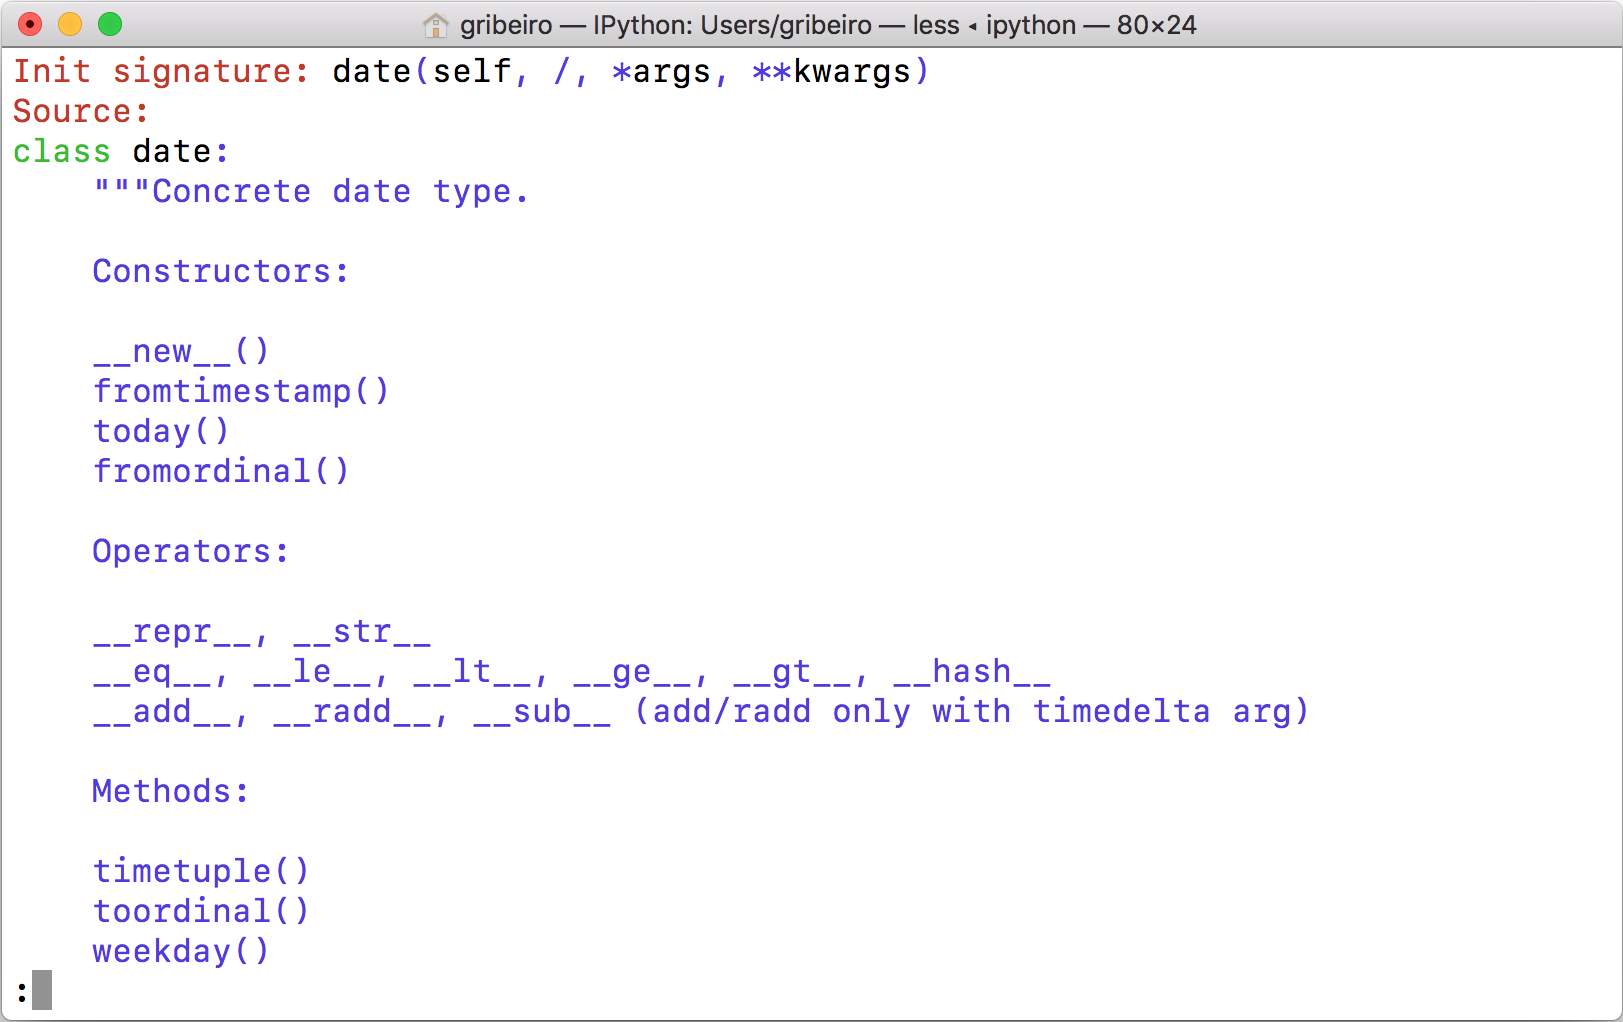 gribeiro — IPython: Users/gribeiro — less ◂ ipython — 80×24
Init signature: date(self, /, *args, **kwargs)
Source:
class date:
    """Concrete date type.

    Constructors:

    __new__()
    fromtimestamp()
    today()
    fromordinal()

    Operators:

    __repr__, __str__
    __eq__, __le__, __lt__, __ge__, __gt__, __hash__
    __add__, __radd__, __sub__ (add/radd only with timedelta arg)

    Methods:

    timetuple()
    toordinal()
    weekday()
: